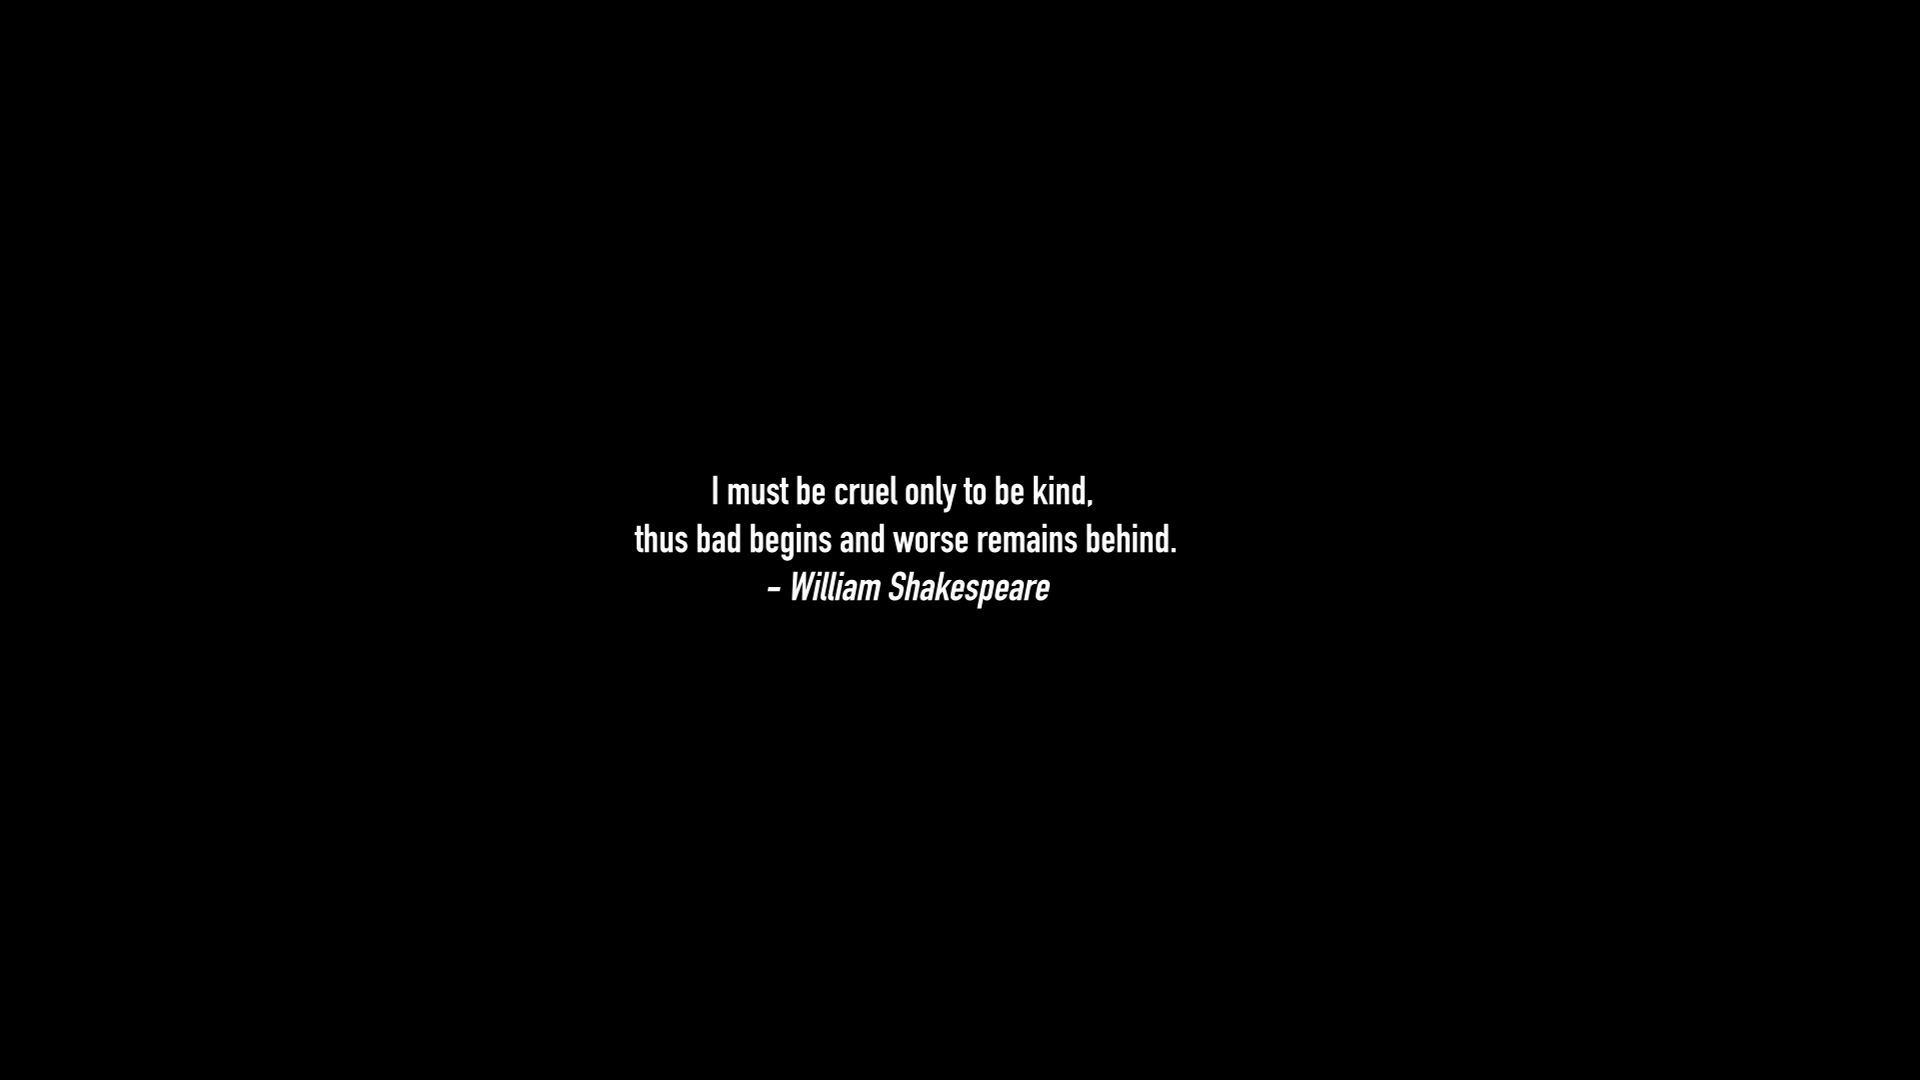 I must be cruel only to be kind,
thus bad begins and worse remains behind.
– William Shakespeare